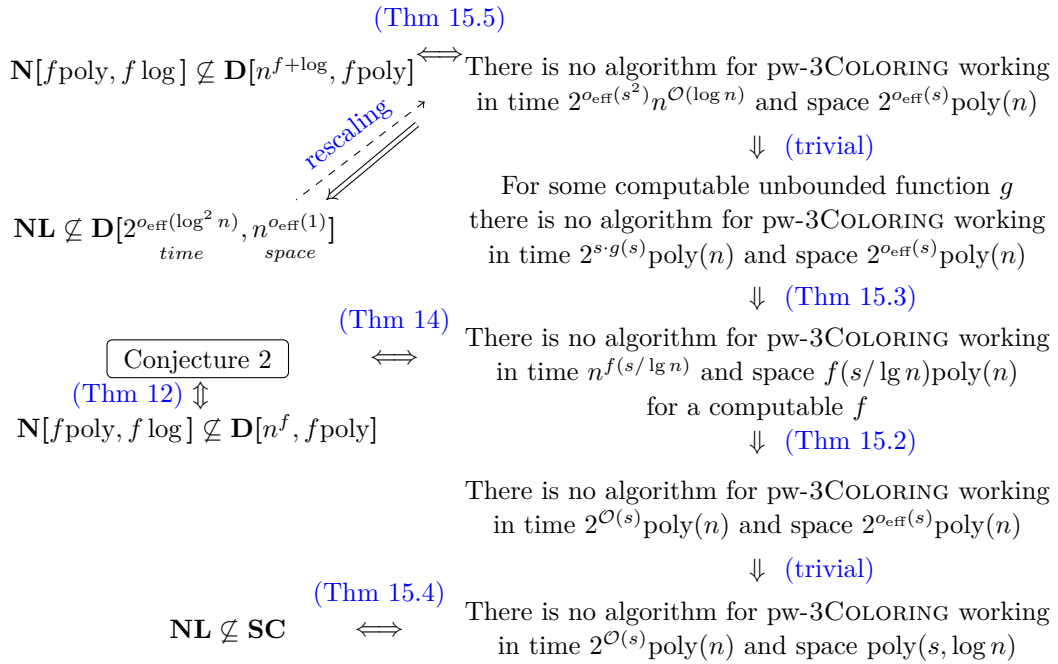 (Thm 15.5)
N[fpoly, f log] ⊈ D[n^{f+log}, fpoly] ⟺ There is no algorithm for pw-3COLORING working
in time 2^{o_eff(s^2)} n^{O(log n)} and space 2^{o_eff(s)}poly(n)
rescaling
⇓ (trivial)
For some computable unbounded function g
there is no algorithm for pw-3COLORING working
in time 2^{s·g(s)}poly(n) and space 2^{o_eff(s)}poly(n)
NL ⊈ D[2^{o_eff(log^2 n)}, n^{o_eff(1)}]
time space
⇓ (Thm 15.3)
(Thm 14)
Conjecture 2 ⟺ There is no algorithm for pw-3COLORING working
in time n^{f(s/ lg n)} and space f(s/ lg n)poly(n)
for a computable f
(Thm 12) ⇕
N[fpoly, f log] ⊈ D[n^f, fpoly]
⇓ (Thm 15.2)
There is no algorithm for pw-3COLORING working
in time 2^{O(s)}poly(n) and space 2^{o_eff(s)}poly(n)
⇓ (trivial)
(Thm 15.4)
NL ⊈ SC ⟺ There is no algorithm for pw-3COLORING working
in time 2^{O(s)}poly(n) and space poly(s, log n)